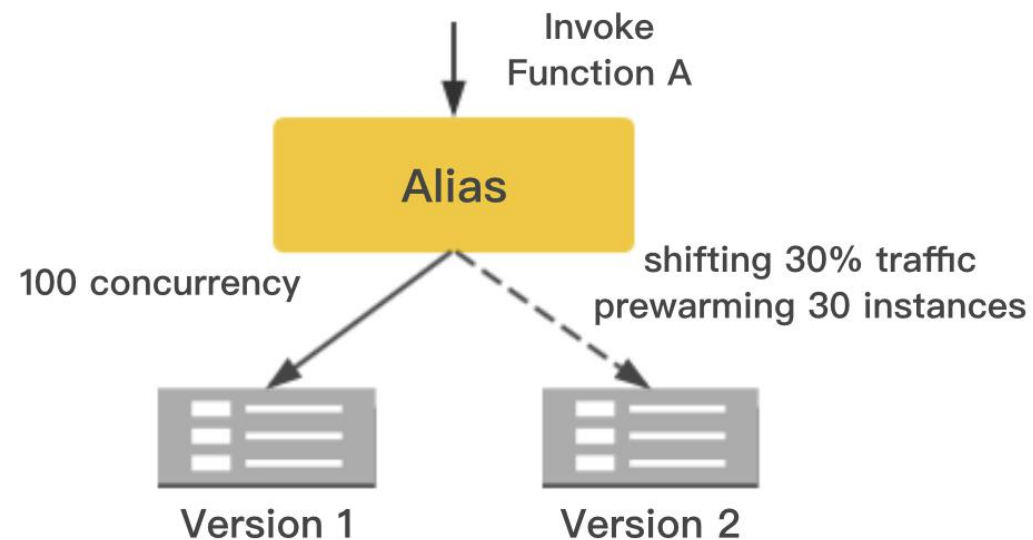 Invoke
Function A
Alias
100 concurrency
shifting 30% traffic
prewarming 30 instances
Version 1
Version 2